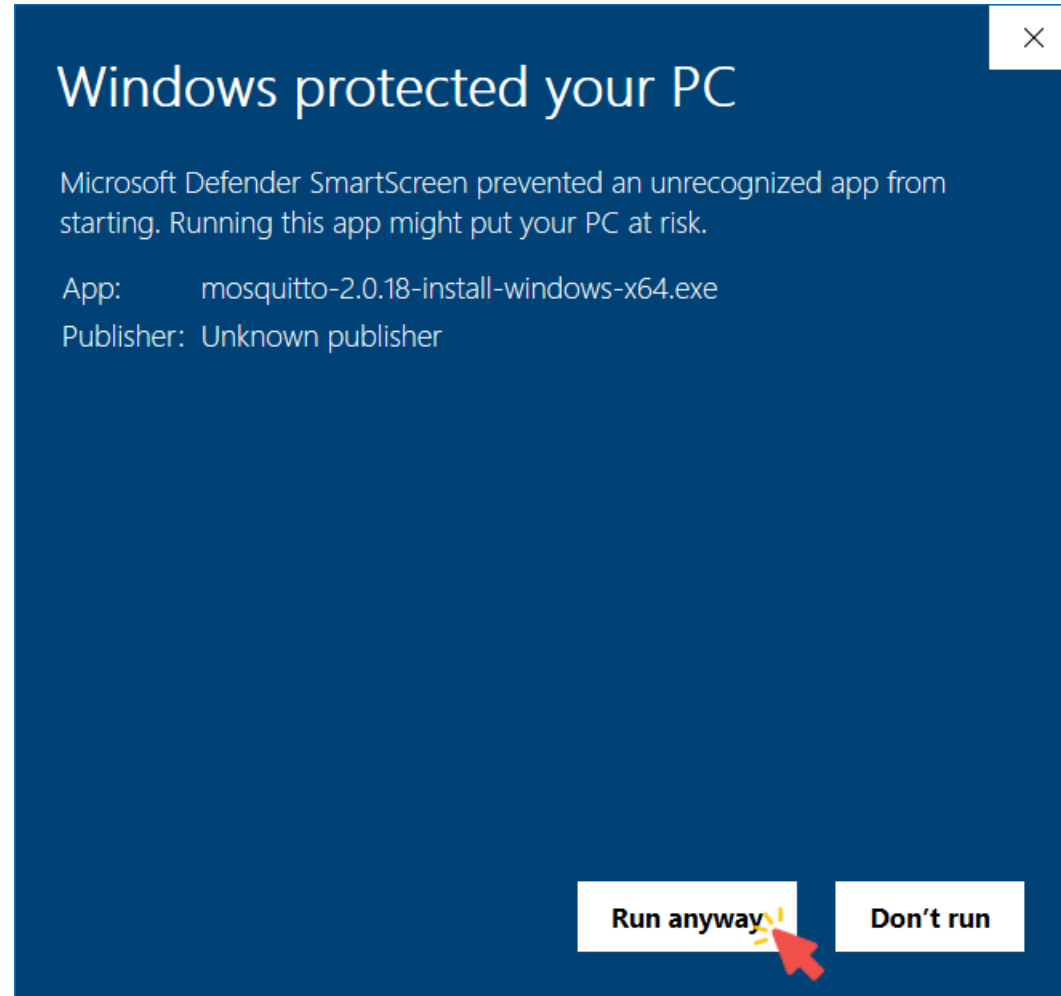 Windows protected your PC
Microsoft Defender SmartScreen prevented an unrecognized app from
starting. Running this app might put your PC at risk.
App: mosquitto-2.0.18-install-windows-x64.exe
Publisher: Unknown publisher
Run anyway Don’t run